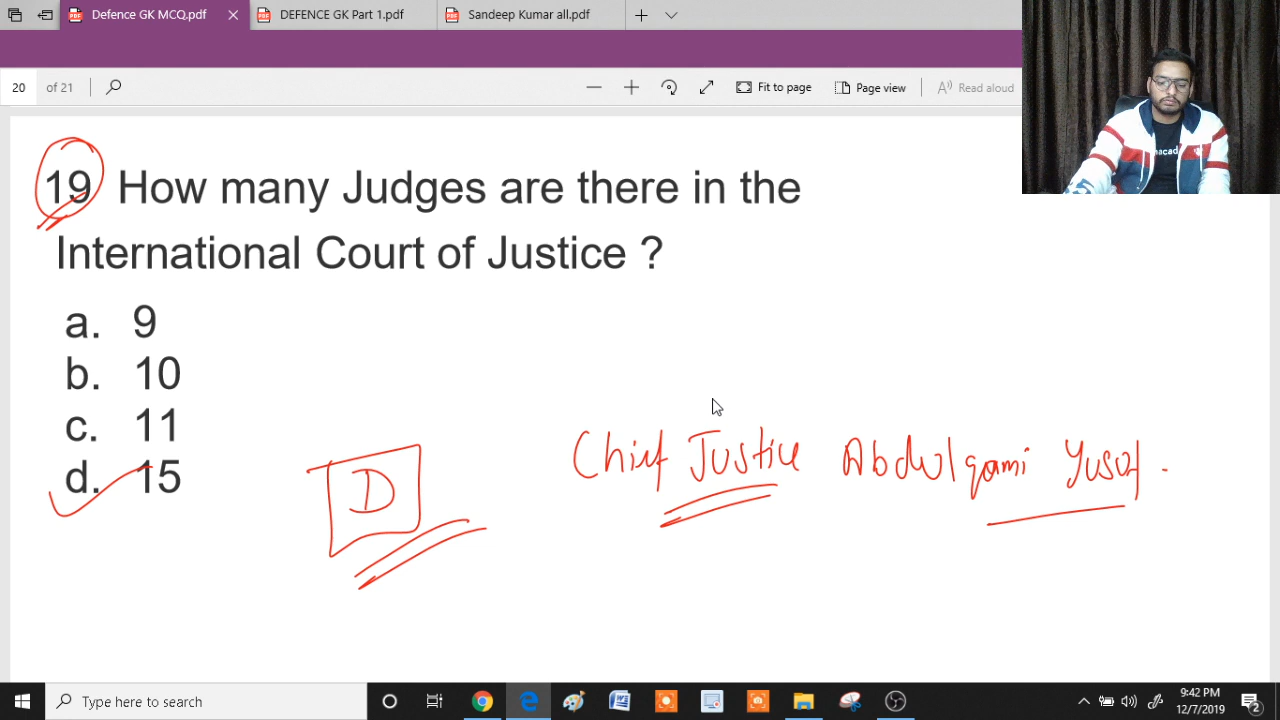 Defence GK MCQ.pdf
DEFENCE GK Part 1.pdf
Sandeep Kumar all.pdf
20 of 21
Fit to page
Page view
Read aloud
19 How many Judges are there in the
International Court of Justice ?
a. 9
b. 10
c. 11
d. 15
D
Chief Justice Abdulqami Yusuf .
Type here to search
9:42 PM
12/7/2019
2